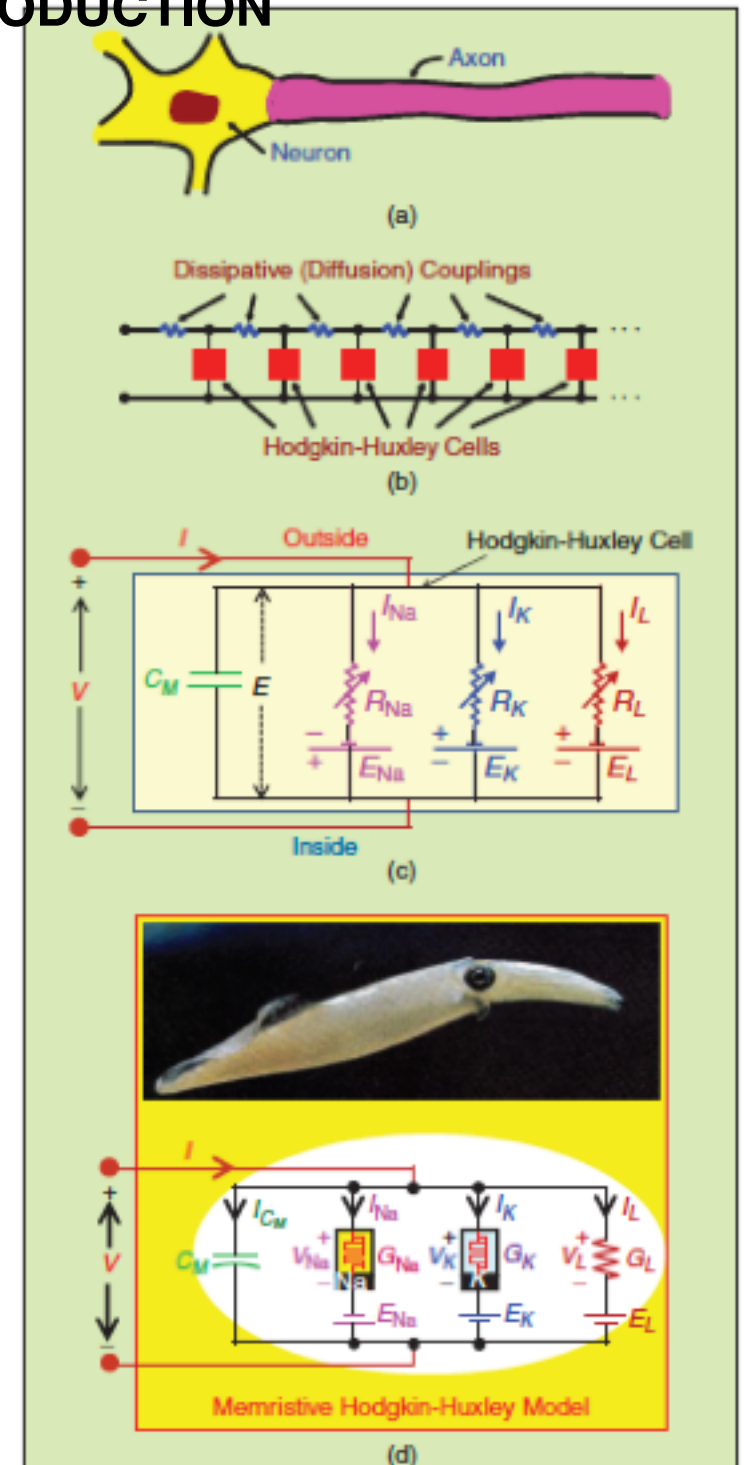 ODUCTION
Axon
Neuron
(a)
Dissipative (Diffusion) Couplings
...
...
Hodgkin-Huxley Cells
(b)
I Outside Hodgkin-Huxley Cell
+
I_Na I_K I_L
C_M E R_Na R_K R_L
V
− + +
+ E_Na − E_K − E_L
−
Inside
(c)
I
+
I_CM I_Na I_K I_L
+ + +
V C_M V_Na G_Na V_K G_K V_L G_L
− Na − K −
E_Na E_K E_L
−
Memristive Hodgkin-Huxley Model
(d)